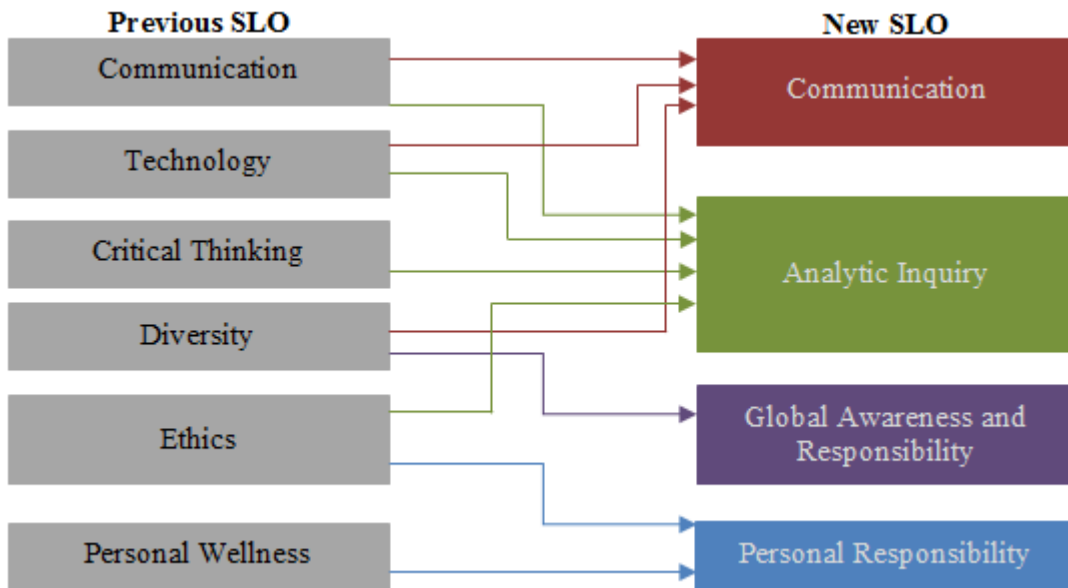 Previous SLO
New SLO
Communication
Communication
Technology
Critical Thinking
Analytic Inquiry
Diversity
Ethics
Global Awareness and
Responsibility
Personal Wellness
Personal Responsibility